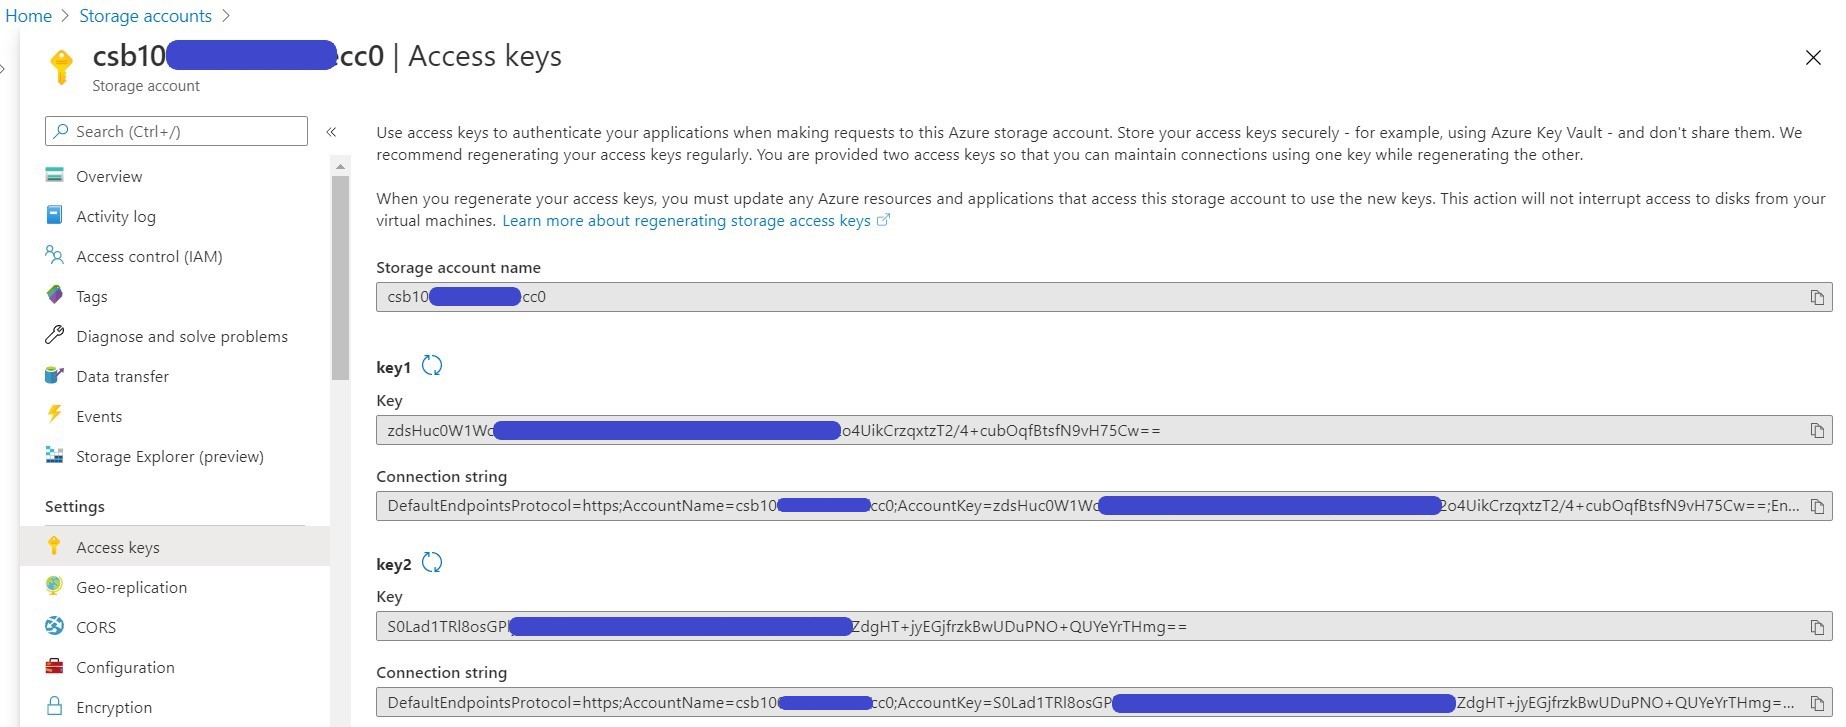 Home > Storage accounts >
csb10 cc0 | Access keys
Storage account
Search (Ctrl+/)
«
Overview
Activity log
Access control (IAM)
Tags
Diagnose and solve problems
Data transfer
Events
Storage Explorer (preview)
Settings
Access keys
Geo-replication
CORS
Configuration
Encryption
Use access keys to authenticate your applications when making requests to this Azure storage account. Store your access keys securely - for example, using Azure Key Vault - and don't share them. We
recommend regenerating your access keys regularly. You are provided two access keys so that you can maintain connections using one key while regenerating the other.
When you regenerate your access keys, you must update any Azure resources and applications that access this storage account to use the new keys. This action will not interrupt access to disks from your
virtual machines. Learn more about regenerating storage access keys
Storage account name
csb10 cc0
key1
Key
zdsHuc0W1Wc o4UikCrzqxtzT2/4+cubOqfBtsfN9vH75Cw==
Connection string
DefaultEndpointsProtocol=https;AccountName=csb10 cc0;AccountKey=zdsHuc0W1Wc 2o4UikCrzqxtzT2/4+cubOqfBtsfN9vH75Cw==;En...
key2
Key
S0Lad1TRl8osGP ZdgHT+jyEGjfrzkBwUDuPNO+QUYeYrTHmg==
Connection string
DefaultEndpointsProtocol=https;AccountName=csb10 cc0;AccountKey=S0Lad1TRl8osGP ZdgHT+jyEGjfrzkBwUDuPNO+QUYeYrTHmg=...